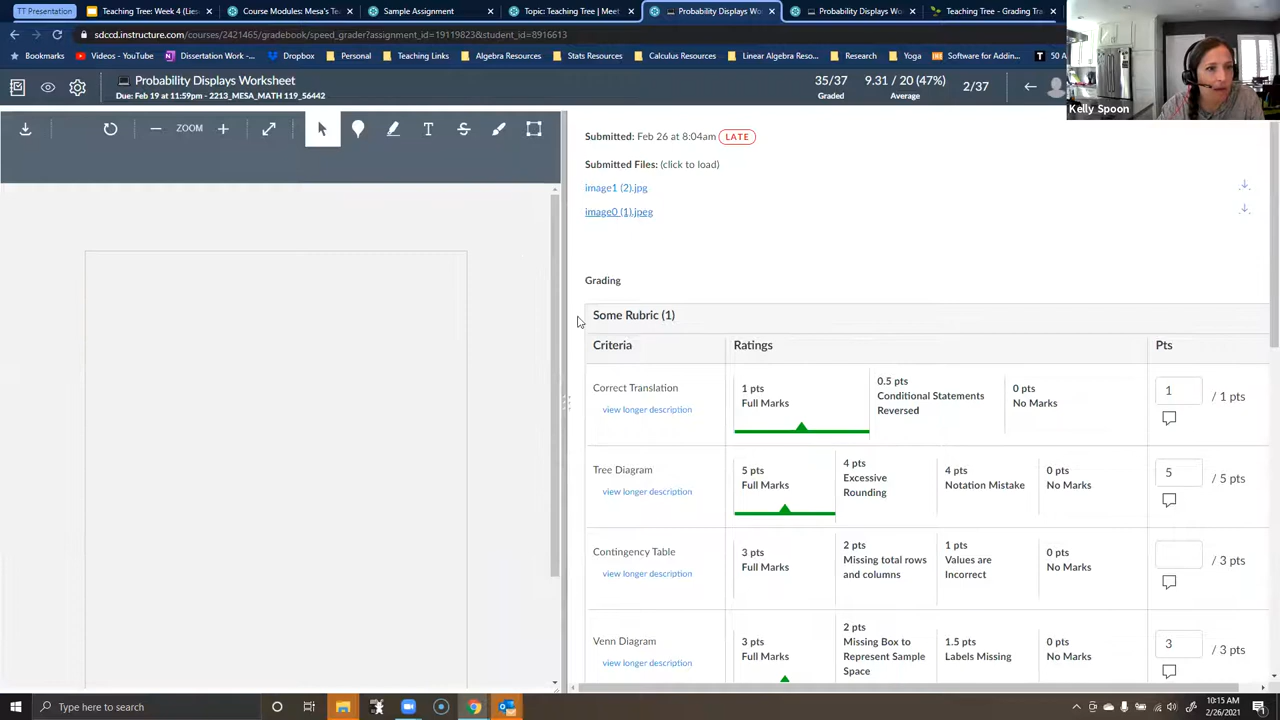 TT Presentation
Teaching Tree: Week 4 (Lies
Course Modules: Mesa Teachin
Sample Assignment
Topic: Teaching Tree | Meet
Probability Displays Worksheet
Probability Displays W
Teaching Tree - Grading Tra
sdccd.instructure.com/courses/2421465/gradebook/speed_grader?assignment_id=19119823&student_id=8916613
Bookmarks
Videos - YouTube
Dissertation Work -...
Dropbox
Personal
Teaching Links
Algebra Resources
Stats Resources
Calculus Resources
Linear Algebra Reso...
Research
Yoga
Software for Addin...
50 A
Kelly Spoon
Probability Displays Worksheet
Due: Feb 19 at 11:59pm - 2213_MESA_MATH 119_56442
35/37
Graded
9.31 / 20 (47%)
Average
2/37
ZOOM
Submitted: Feb 26 at 8:04am LATE
Submitted Files: (click to load)
image1 (2).jpg
image0 (1).jpeg
Grading
Some Rubric (1)
Criteria Ratings Pts
Correct Translation
view longer description
1 pts
Full Marks
0.5 pts
Conditional Statements
Reversed
0 pts
No Marks
1 / 1 pts
Tree Diagram
view longer description
5 pts
Full Marks
4 pts
Excessive
Rounding
4 pts
Notation Mistake
0 pts
No Marks
5 / 5 pts
Contingency Table
view longer description
3 pts
Full Marks
2 pts
Missing total rows
and columns
1 pts
Values are
Incorrect
0 pts
No Marks
/ 3 pts
Venn Diagram
view longer description
3 pts
Full Marks
2 pts
Missing Box to
Represent Sample
Space
1.5 pts
Labels Missing
0 pts
No Marks
3 / 3 pts
Type here to search
10:15 AM
2/26/2021